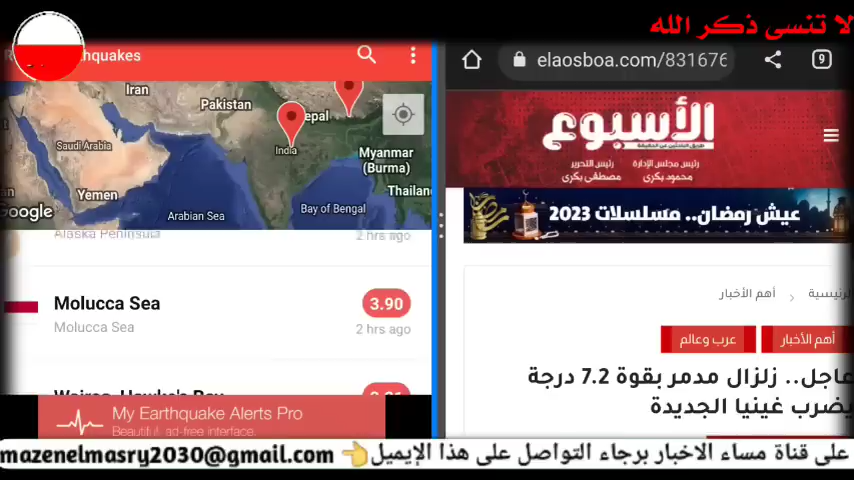 لا تنسى ذكر الله
hquakes
elaosboa.com/831676
9
Iran
Pakistan
epal
Saudi Arabia
India
Myanmar
(Burma)
Yemen
Thailand
Google
Arabian Sea
Bay of Bengal
Alaska Peninsula
2 hrs ago
Molucca Sea
3.90
Molucca Sea
2 hrs ago
My Earthquake Alerts Pro
Beautiful, ad-free interface.
الأسبوع
رئيس مجلس الإدارة
محمود بكري
رئيس التحرير
مصطفى بكري
عيش رمضان.. مسلسلات 2023
أهم الأخبار
أهم الأخبار
عرب وعالم
عاجل.. زلزال مدمر بقوة 7.2 درجة
يضرب غينيا الجديدة
على قناة مساء الاخبار برجاء التواصل على هذا الإيميل👈 mazenelmasry2030@gmail.com